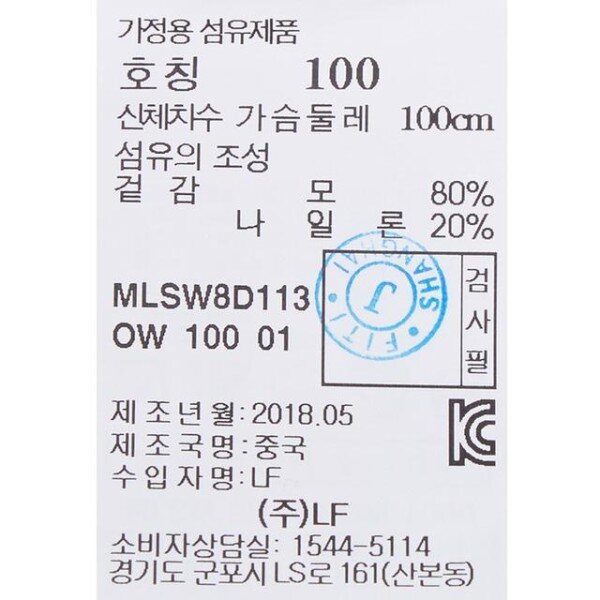 가정용 섬유제품
호칭 100
신체치수 가슴둘레 100cm
섬유의 조성
겉감 모 80%
나일론 20%
SHANGHAI
J
FITI
검사필
MLSW8D113
OW 100 01
제조년월:2018.05
제조국명:중국
수입자명:LF
(주)LF
소비자상담실: 1544-5114
경기도 군포시 LS로 161(산본동)